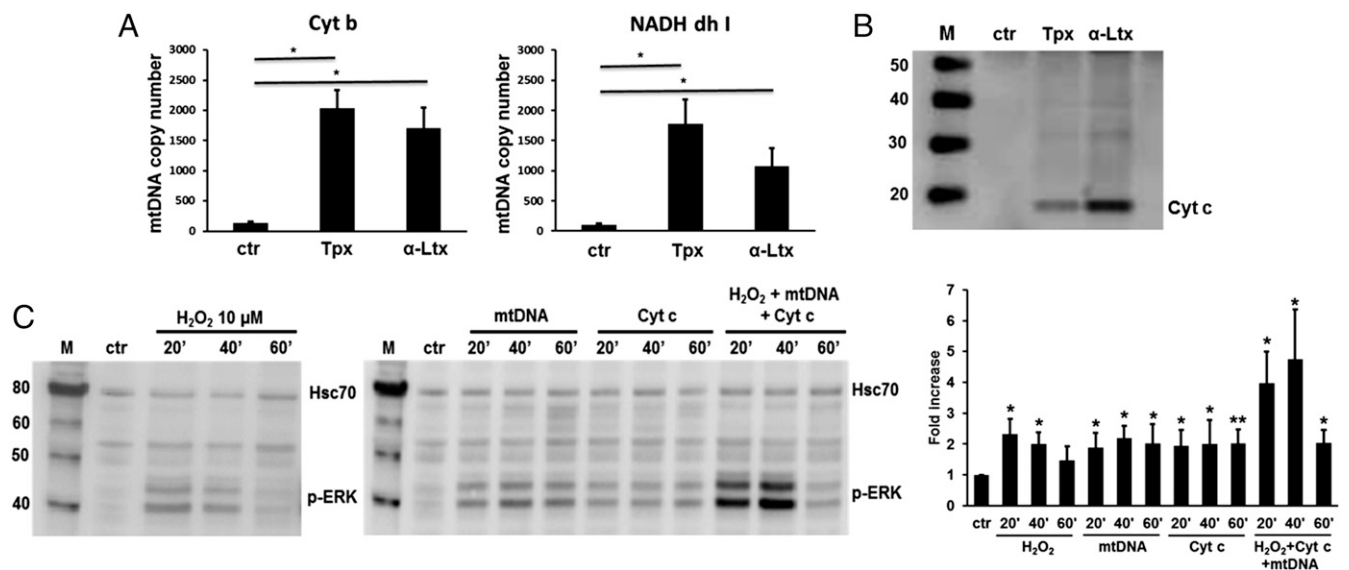 A
Cyt b
mtDNA copy number
3000
2500
2000
1500
1000
500
0
*
*
ctr Tpx α-Ltx
NADH dh I
mtDNA copy number
3000
2500
2000
1500
1000
500
0
*
*
ctr Tpx α-Ltx
B
M ctr Tpx α-Ltx
50
40
30
20
Cyt c
C
H₂O₂ 10 µM
M ctr 20' 40' 60'
80
60
50
40
Hsc70
p-ERK
mtDNA Cyt c H₂O₂ + mtDNA
+ Cyt c
M ctr 20' 40' 60' 20' 40' 60' 20' 40' 60'
Hsc70
p-ERK
Fold increase
7
6
5
4
3
2
1
0
* * * * * * * ** * * *
ctr 20' 40' 60' 20' 40' 60' 20' 40' 60' 20' 40' 60'
H₂O₂ mtDNA Cyt c H₂O₂+Cyt c
+mtDNA